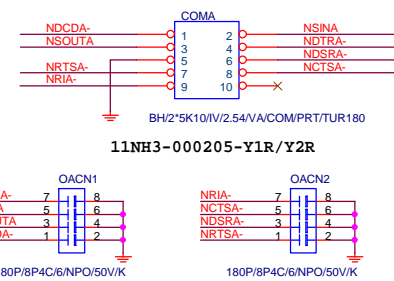 COMA
NDCDA- 1 2 NSINA
NSOUTA 3 4 NDTRA-
5 6 NDSRA-
NRTSA- 7 8 NCTSA-
NRIA- 9 10
BH/2*5K10/IV/2.54/VA/COM/PRT/TUR180
11NH3-000205-Y1R/Y2R
OACN1
A- 7 8
A 5 6
UTA 3 4
DA- 1 2
180P/8P4C/6/NPO/50V/K
OACN2
NRIA- 7 8
NCTSA- 5 6
NDSRA- 3 4
NRTSA- 1 2
180P/8P4C/6/NPO/50V/K